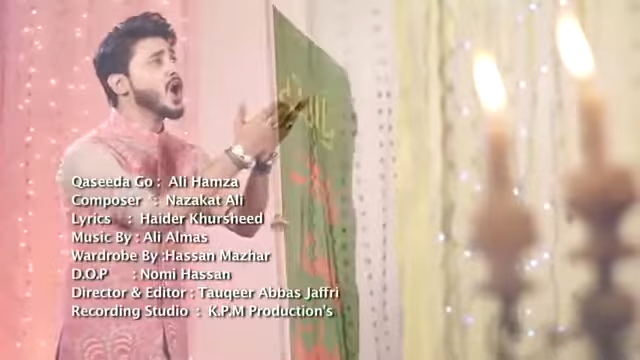 Qaseeda Go : Ali Hamza
Composer : Nazakat Ali
Lyrics : Haider Khursheed
Music By : Ali Almas
Wardrobe By :Hassan Mazhar
D.O.P : Nomi Hassan
Director & Editor : Tauqeer Abbas Jaffri
Recording Studio : K.P.M Production's